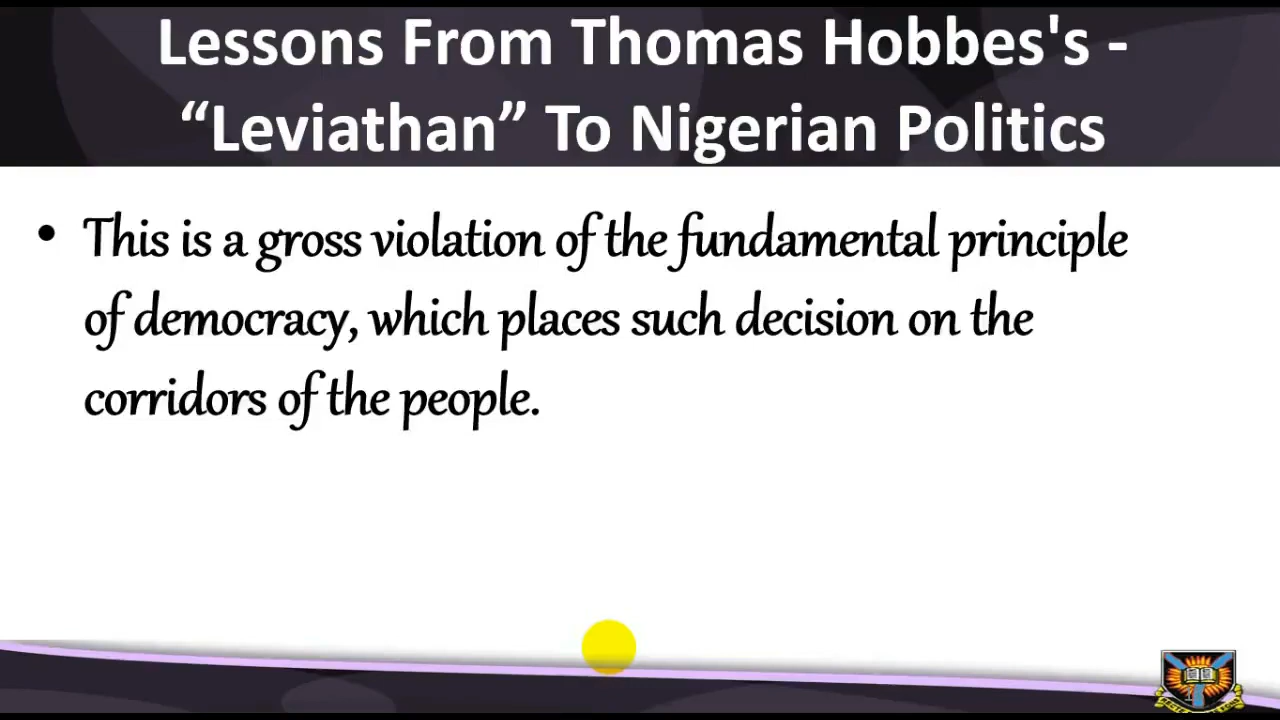 Lessons From Thomas Hobbes's -
“Leviathan” To Nigerian Politics
• This is a gross violation of the fundamental principle
of democracy, which places such decision on the
corridors of the people.